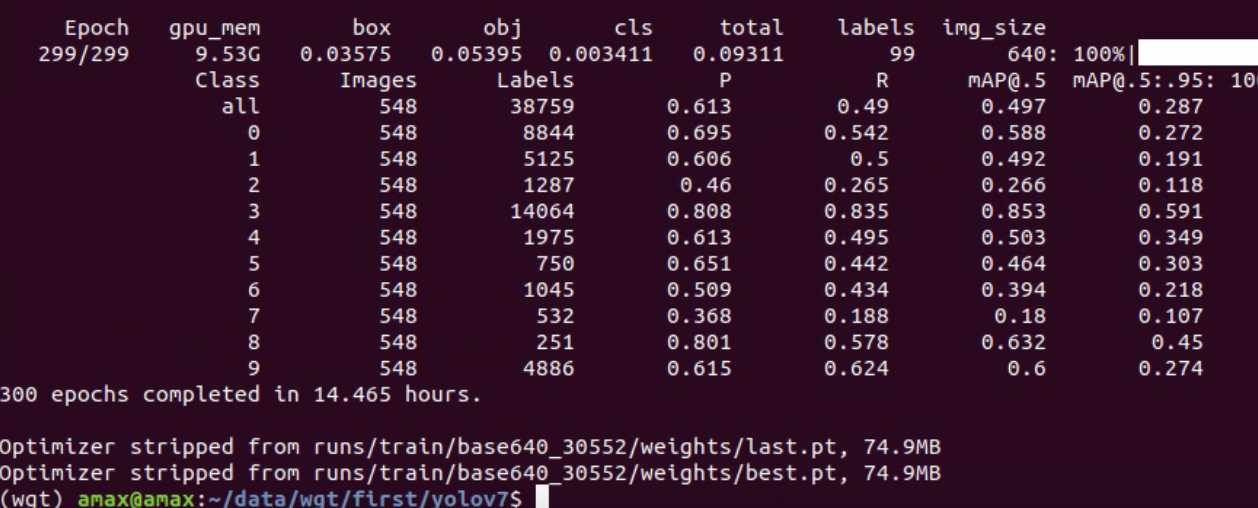 Epoch gpu_mem box obj cls total labels img_size
299/299 9.53G 0.03575 0.05395 0.003411 0.09311 99 640: 100%|
Class Images Labels P R mAP@.5 mAP@.5:.95: 10
all 548 38759 0.613 0.49 0.497 0.287
0 548 8844 0.695 0.542 0.588 0.272
1 548 5125 0.606 0.5 0.492 0.191
2 548 1287 0.46 0.265 0.266 0.118
3 548 14064 0.808 0.835 0.853 0.591
4 548 1975 0.613 0.495 0.503 0.349
5 548 750 0.651 0.442 0.464 0.303
6 548 1045 0.509 0.434 0.394 0.218
7 548 532 0.368 0.188 0.18 0.107
8 548 251 0.801 0.578 0.632 0.45
9 548 4886 0.615 0.624 0.6 0.274
300 epochs completed in 14.465 hours.
Optimizer stripped from runs/train/base640_30552/weights/last.pt, 74.9MB
Optimizer stripped from runs/train/base640_30552/weights/best.pt, 74.9MB
(wgt) amax@amax:~/data/wgt/first/yolov7$